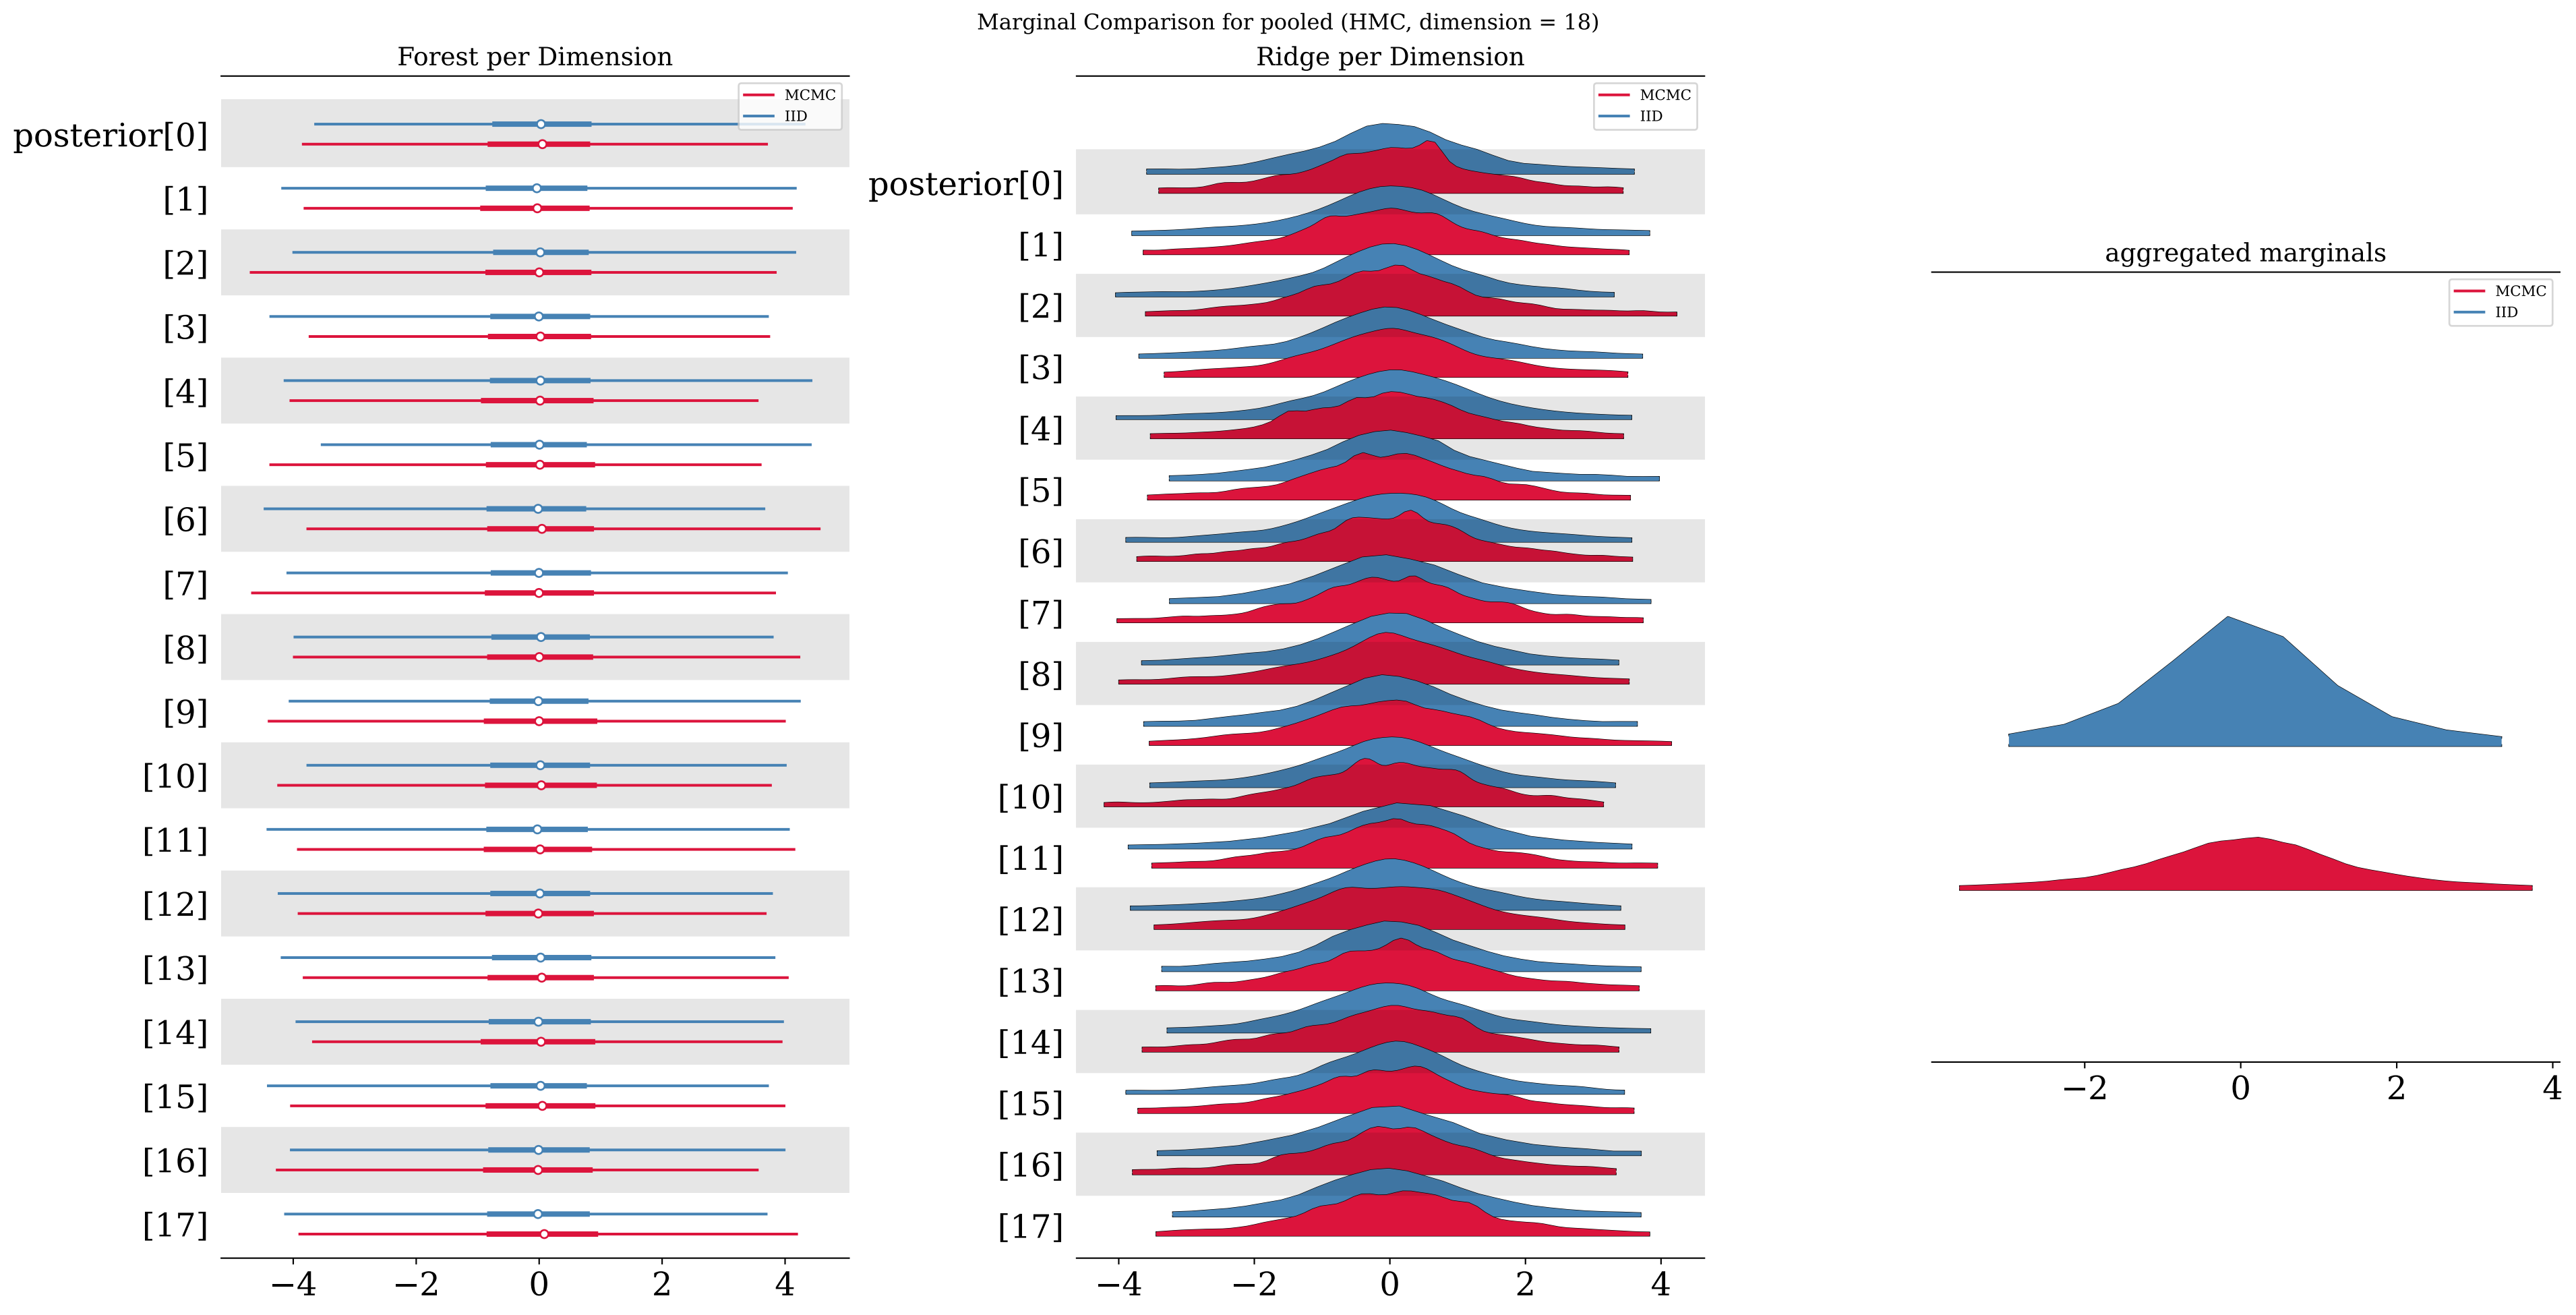 Marginal Comparison for pooled (HMC, dimension = 18)
Forest per Dimension
MCMC
IID
posterior[0]
[1]
[2]
[3]
[4]
[5]
[6]
[7]
[8]
[9]
[10]
[11]
[12]
[13]
[14]
[15]
[16]
[17]
−4 −2 0 2 4
Ridge per Dimension
MCMC
IID
posterior[0]
[1]
[2]
[3]
[4]
[5]
[6]
[7]
[8]
[9]
[10]
[11]
[12]
[13]
[14]
[15]
[16]
[17]
−4 −2 0 2 4
aggregated marginals
MCMC
IID
−2 0 2 4